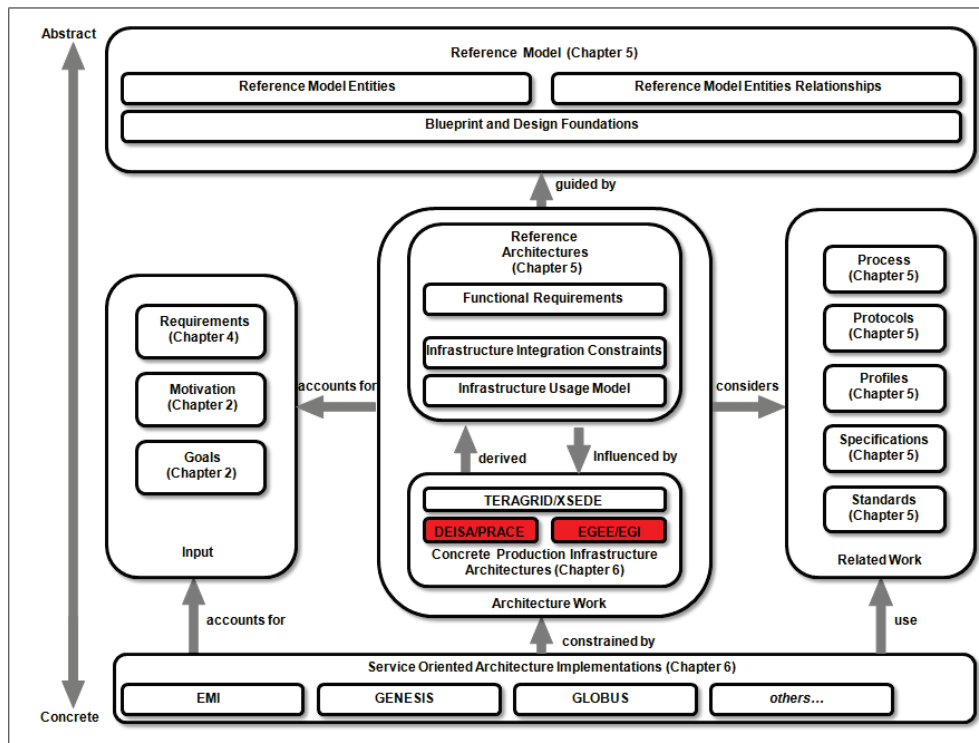 Abstract
Reference Model (Chapter 5)
Reference Model Entities
Reference Model Entities Relationships
Blueprint and Design Foundations
guided by
Reference
Architectures
(Chapter 5)
Functional Requirements
Infrastructure Integration Constraints
Infrastructure Usage Model
Requirements
(Chapter 4)
Motivation
(Chapter 2)
Goals
(Chapter 2)
Input
accounts for
considers
Process
(Chapter 5)
Protocols
(Chapter 5)
Profiles
(Chapter 5)
Specifications
(Chapter 5)
Standards
(Chapter 5)
Related Work
derived
Influenced by
TERAGRID/XSEDE
DEISA/PRACE
EGEE/EGI
Concrete Production Infrastructure
Architectures (Chapter 6)
Architecture Work
accounts for
constrained by
use
Service Oriented Architecture Implementations (Chapter 6)
EMI
GENESIS
GLOBUS
others...
Concrete